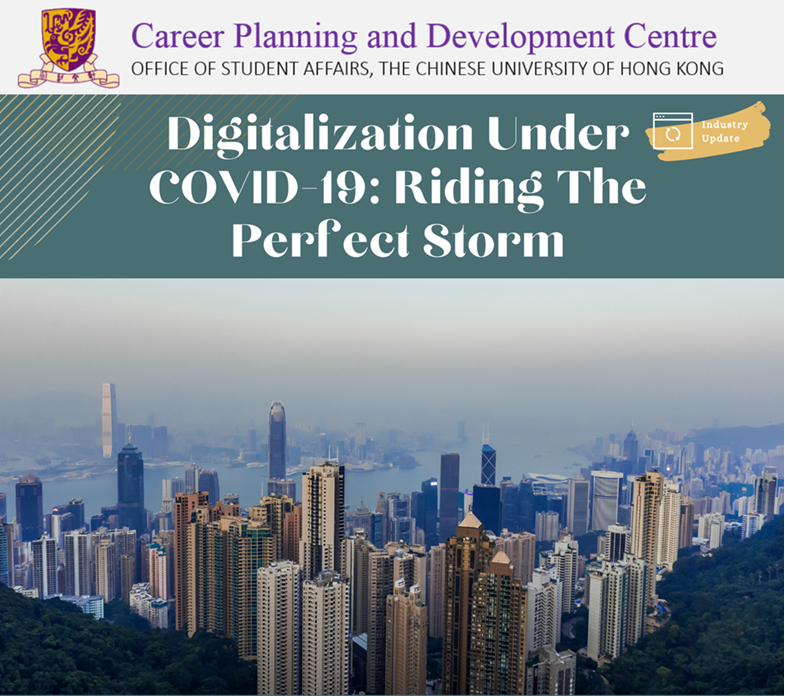 Career Planning and Development Centre
OFFICE OF STUDENT AFFAIRS, THE CHINESE UNIVERSITY OF HONG KONG
Digitalization Under
COVID-19: Riding The
Perfect Storm
Industry
Update